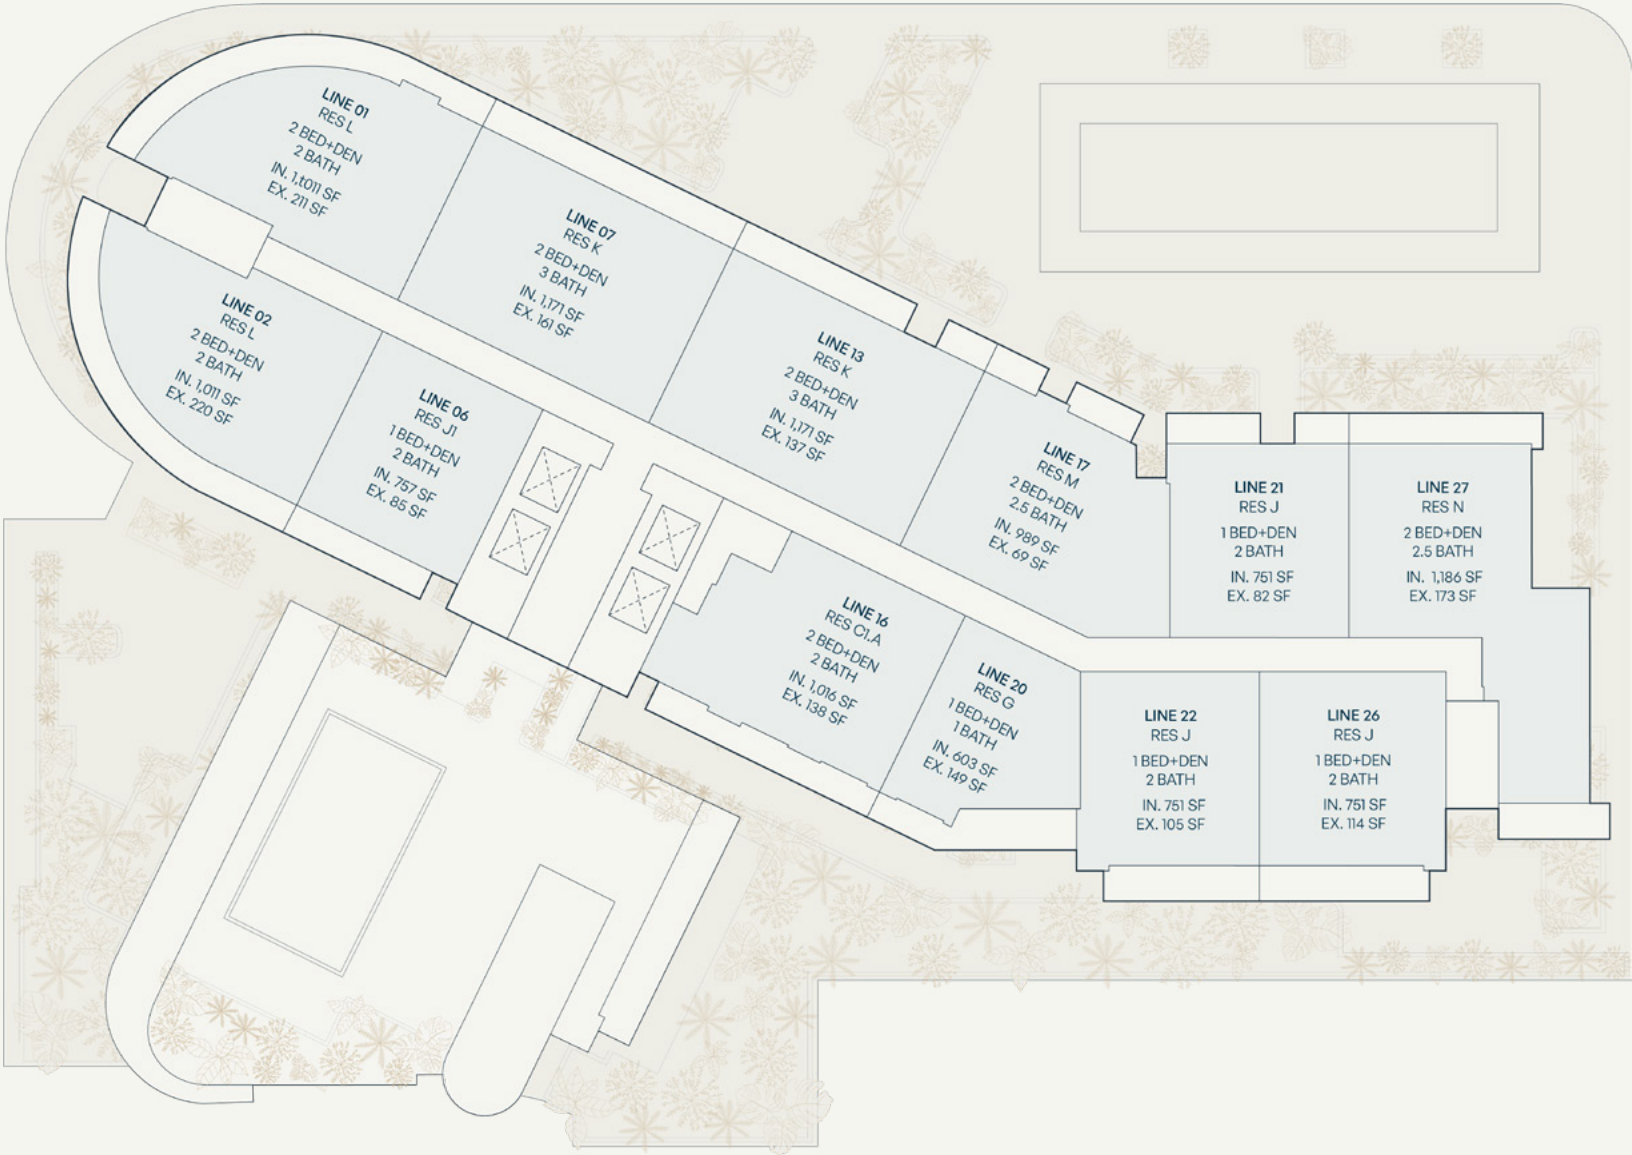 LINE 01
RES L
2 BED+DEN
2 BATH
IN. 1,t011 SF
EX. 211 SF
LINE 07
RES K
2 BED+DEN
3 BATH
IN. 1,171 SF
EX. 161 SF
LINE 02
RES L
2 BED+DEN
2 BATH
IN. 1,011 SF
EX. 220 SF
LINE 13
RES K
2 BED+DEN
3 BATH
IN. 1,171 SF
EX. 137 SF
LINE 06
RES J1
1 BED+DEN
2 BATH
IN. 757 SF
EX. 85 SF
LINE 17
RES M
2 BED+DEN
2.5 BATH
IN. 989 SF
EX. 69 SF
LINE 21
RES J
1 BED+DEN
2 BATH
IN. 751 SF
EX. 82 SF
LINE 27
RES N
2 BED+DEN
2.5 BATH
IN. 1,186 SF
EX. 173 SF
LINE 16
RES C1.A
2 BED+DEN
2 BATH
IN. 1,016 SF
EX. 138 SF
LINE 20
RES G
1 BED+DEN
1 BATH
IN. 603 SF
EX. 149 SF
LINE 22
RES J
1 BED+DEN
2 BATH
IN. 751 SF
EX. 105 SF
LINE 26
RES J
1 BED+DEN
2 BATH
IN. 751 SF
EX. 114 SF